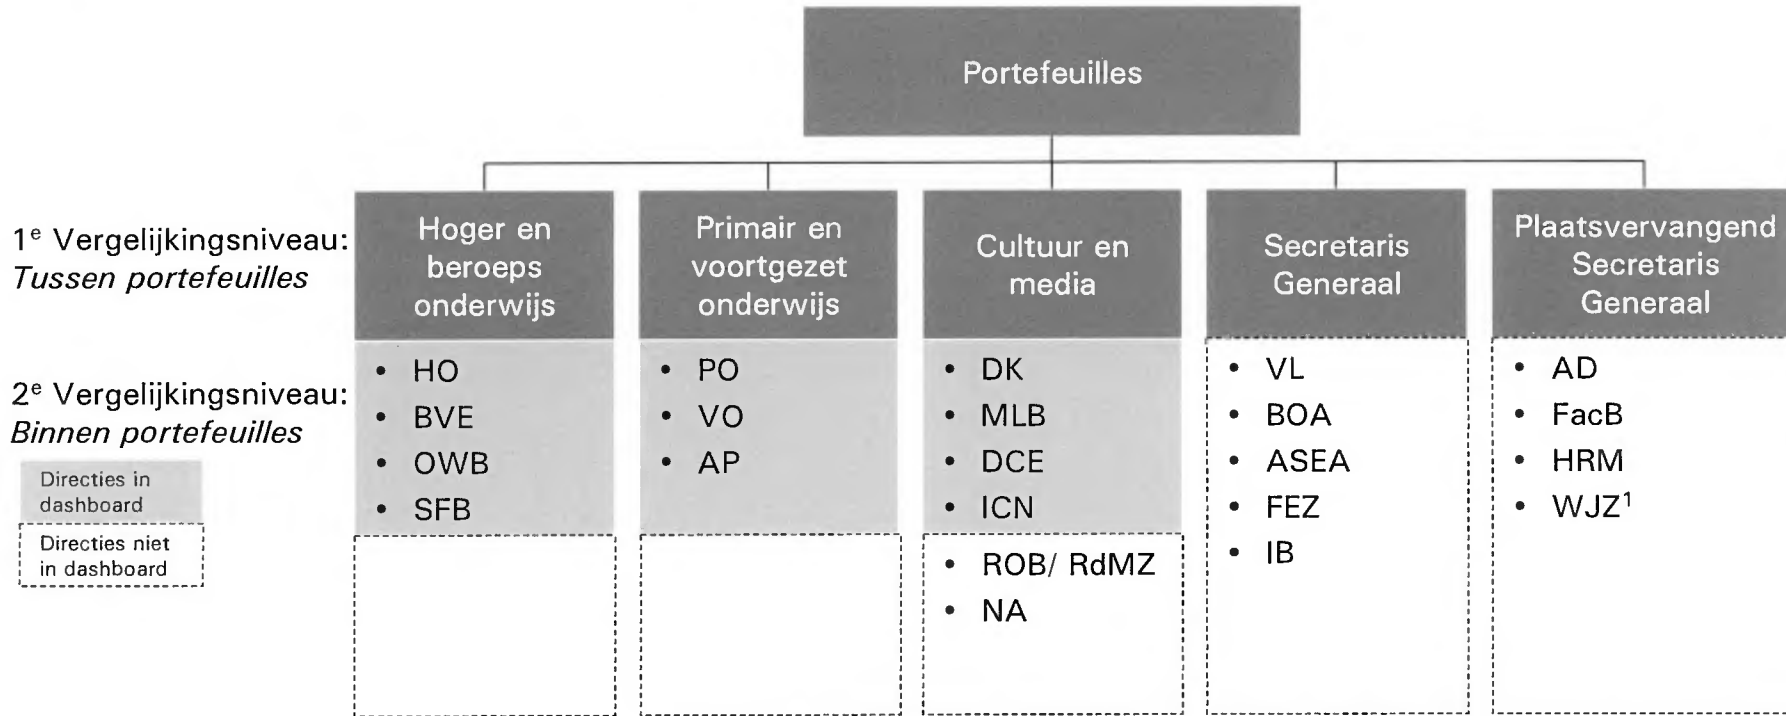 Portefeuilles
1e Vergelijkingsniveau:
Tussen portefeuilles
Hoger en
beroeps
onderwijs
Primair en
voortgezet
onderwijs
Cultuur en
media
Secretaris
Generaal
Plaatsvervangend
Secretaris
Generaal
2e Vergelijkingsniveau:
Binnen portefeuilles
Directies in
dashboard
Directies niet
in dashboard
• HO
• BVE
• OWB
• SFB
• PO
• VO
• AP
• DK
• MLB
• DCE
• ICN
• ROB/ RdMZ
• NA
• VL
• BOA
• ASEA
• FEZ
• IB
• AD
• FacB
• HRM
• WJZ1